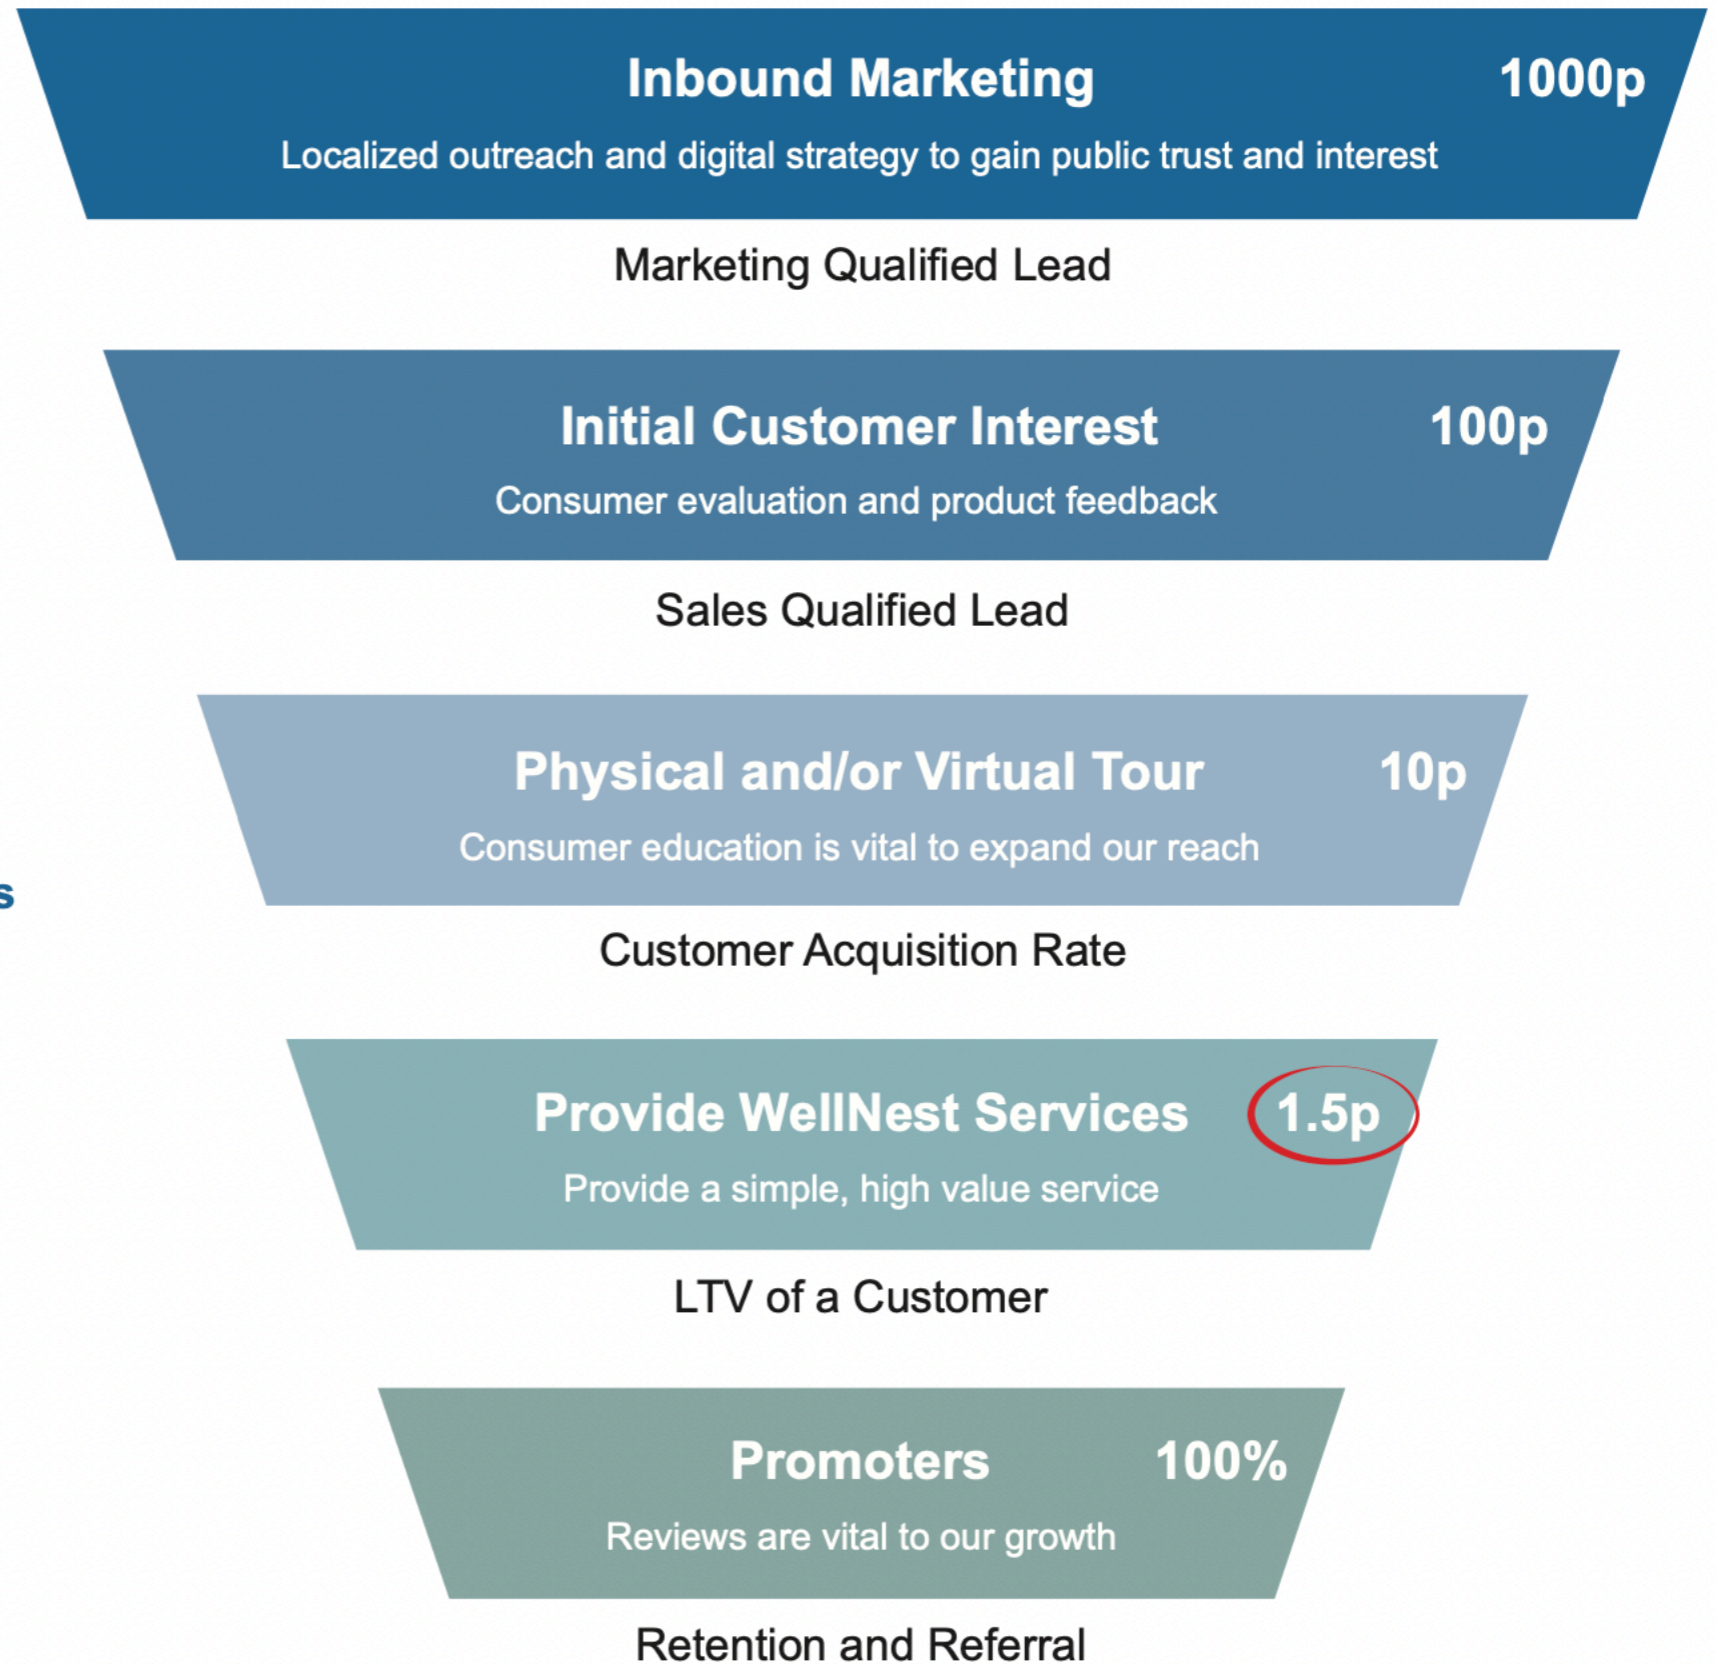 Inbound Marketing 1000p
Localized outreach and digital strategy to gain public trust and interest
Marketing Qualified Lead
Initial Customer Interest 100p
Consumer evaluation and product feedback
Sales Qualified Lead
Physical and/or Virtual Tour 10p
Consumer education is vital to expand our reach
s
Customer Acquisition Rate
Provide WellNest Services 1.5p
Provide a simple, high value service
LTV of a Customer
Promoters 100%
Reviews are vital to our growth
Retention and Referral